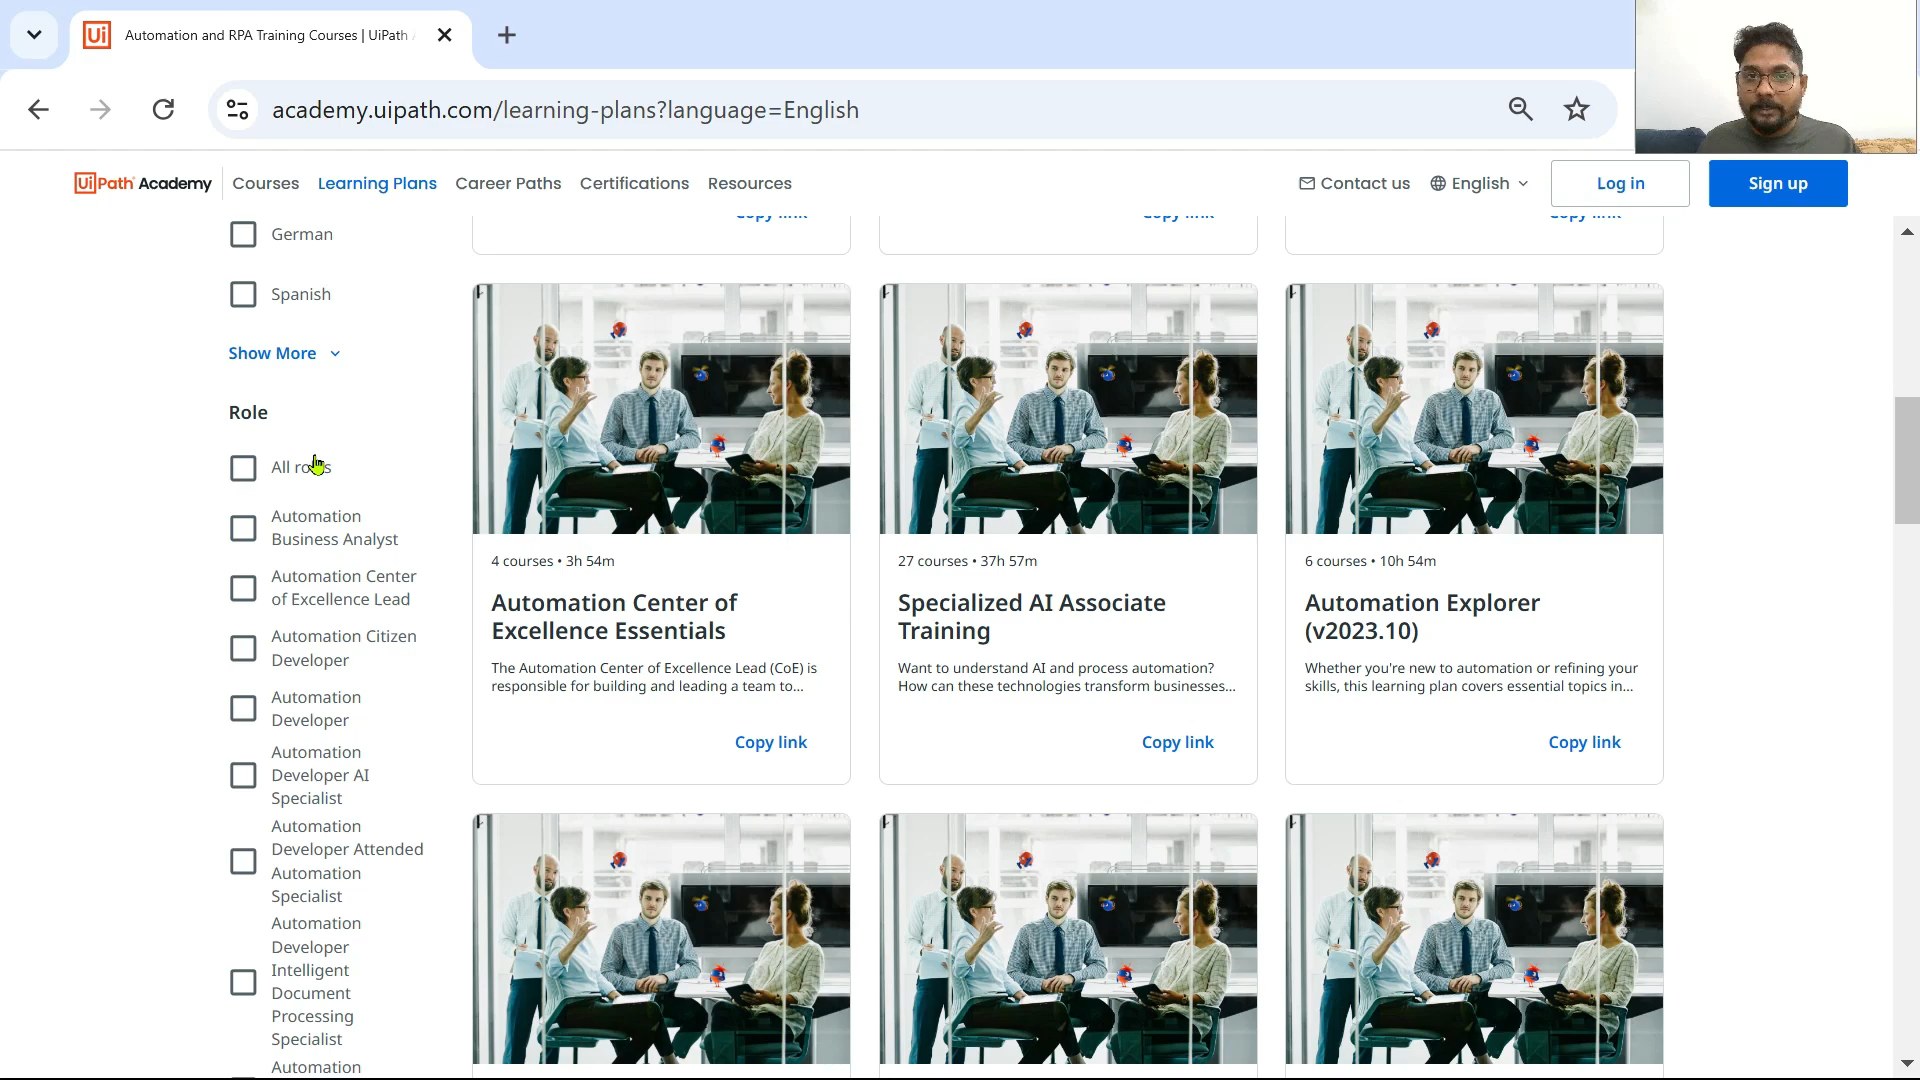 Ui
Automation and RPA Training Courses | UiPath
academy.uipath.com/learning-plans?language=English
UiPath Academy
Courses
Learning Plans
Career Paths
Certifications
Resources
Contact us
English
Log in
Sign up
German
Spanish
Show More
Role
All roles
Automation
Business Analyst
Automation Center
of Excellence Lead
Automation Citizen
Developer
Automation
Developer
Automation
Developer AI
Specialist
Automation
Developer Attended
Automation
Specialist
Automation
Developer
Intelligent
Document
Processing
Specialist
Automation
Copy link
Copy link
Copy link
4 courses • 3h 54m
Automation Center of
Excellence Essentials
The Automation Center of Excellence Lead (CoE) is
responsible for building and leading a team to...
Copy link
27 courses • 37h 57m
Specialized AI Associate
Training
Want to understand AI and process automation?
How can these technologies transform businesses...
Copy link
6 courses • 10h 54m
Automation Explorer
(v2023.10)
Whether you're new to automation or refining your
skills, this learning plan covers essential topics in...
Copy link